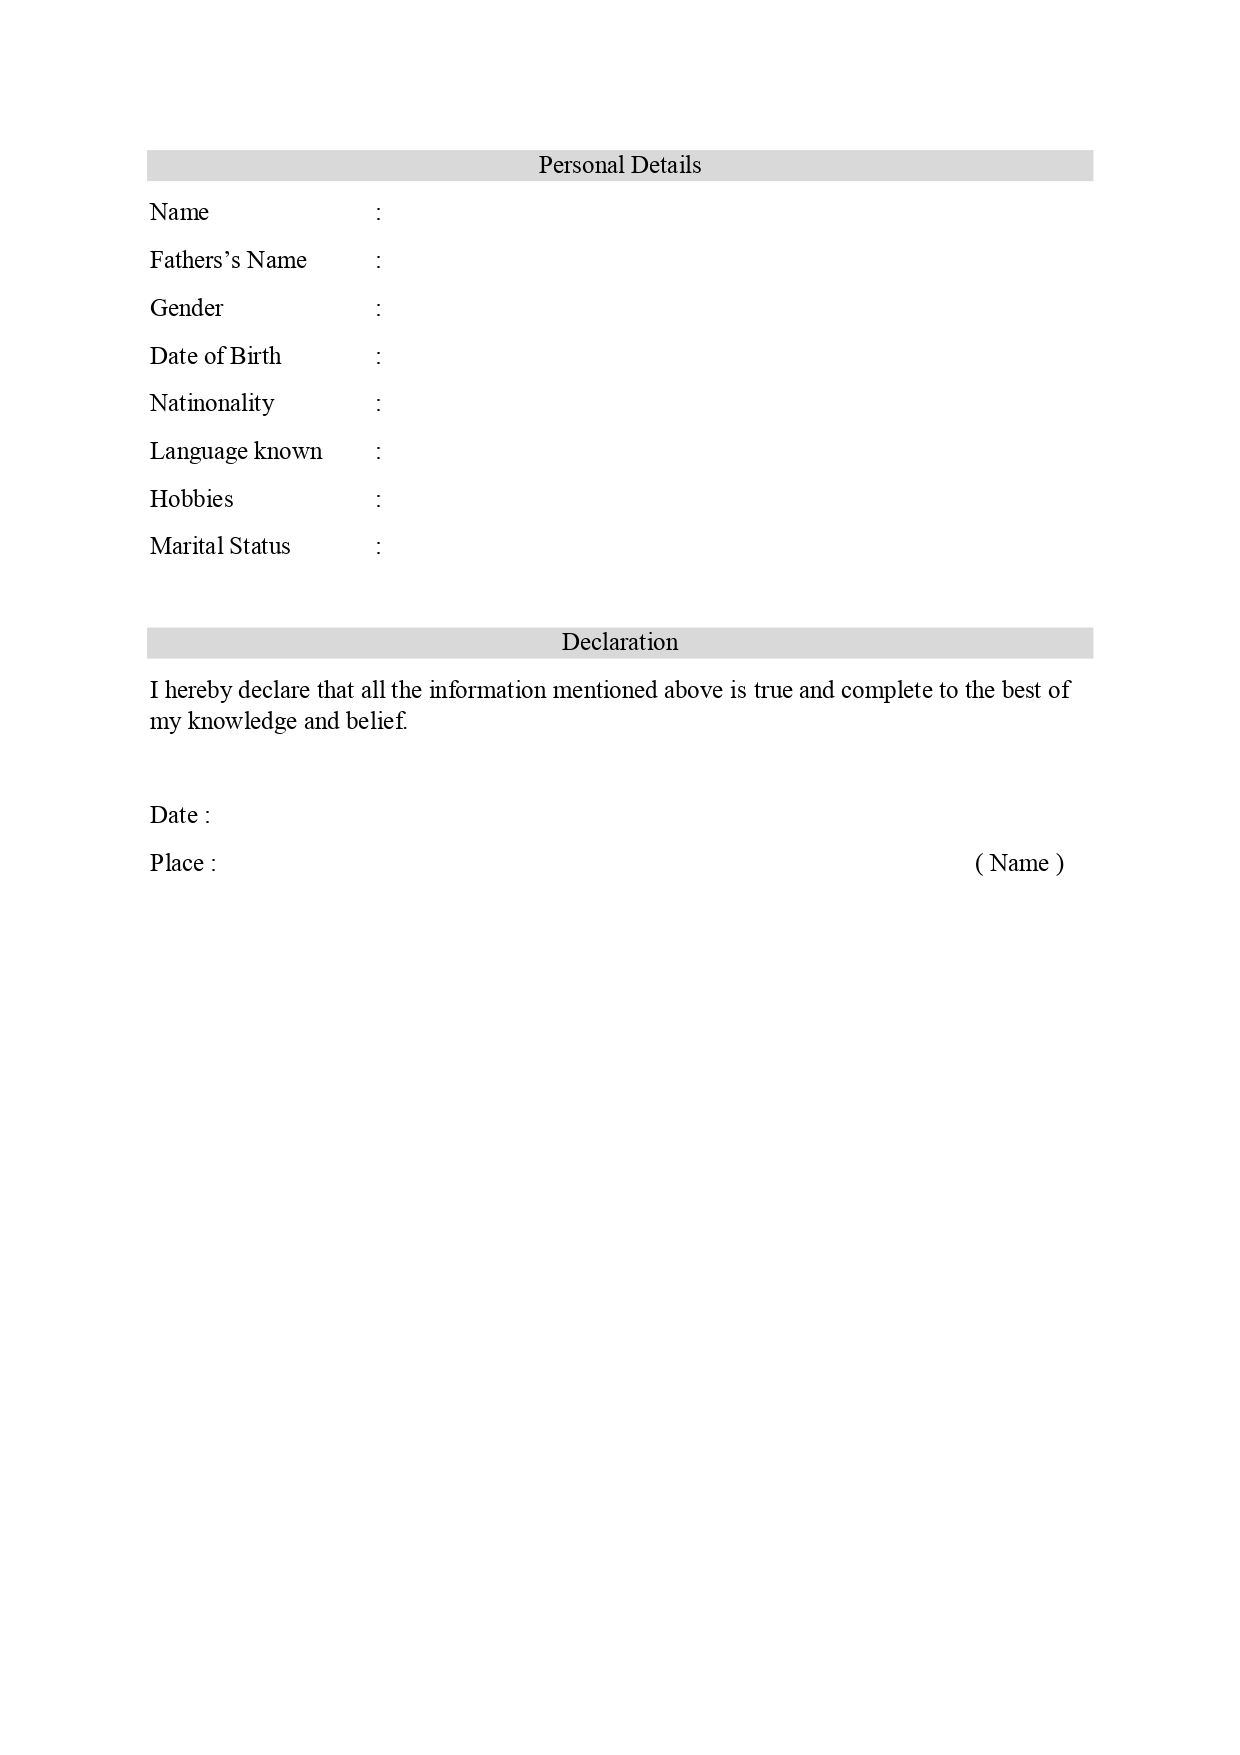 Personal Details
Name :
Fathers’s Name :
Gender :
Date of Birth :
Natinonality :
Language known :
Hobbies :
Marital Status :
Declaration
I hereby declare that all the information mentioned above is true and complete to the best of
my knowledge and belief.
Date :
Place : ( Name )